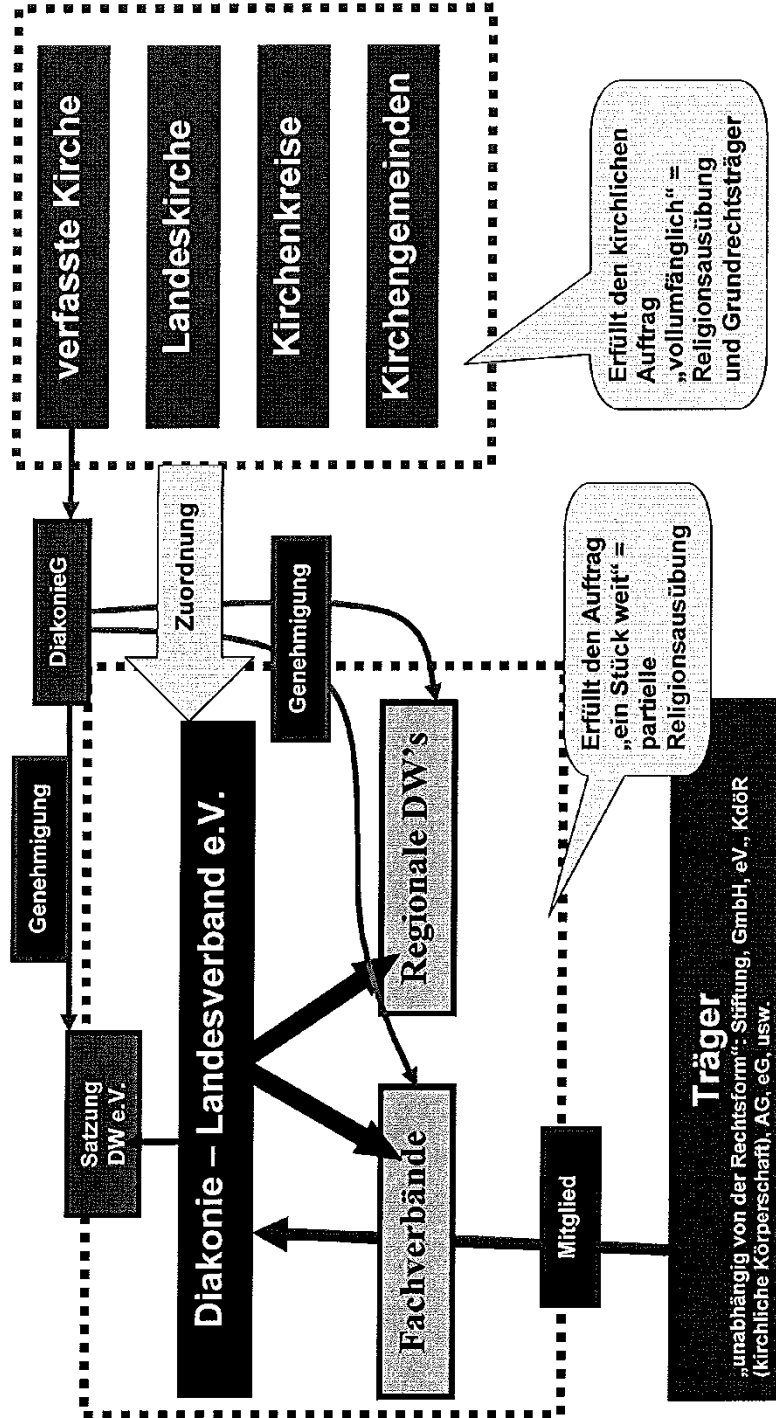 Genehmigung
DiakonieG
verfasste Kirche
Satzung
DW e.V.
Landeskirche
Zuordnung
Diakonie – Landesverband e.V.
Kirchenkreise
Genehmigung
Kirchengemeinden
Fachverbände
Regionale DW's
Mitglied
Erfüllt den Auftrag
„ein Stück weit“ =
partielle
Religionsausübung
Erfüllt den kirchlichen
Auftrag
„vollumfänglich“ =
Religionsausübung
und Grundrechtsträger
Träger
„unabhängig von der Rechtsform“: Stiftung, GmbH, eV., KdöR
(kirchliche Körperschaft), AG, eG, usw.